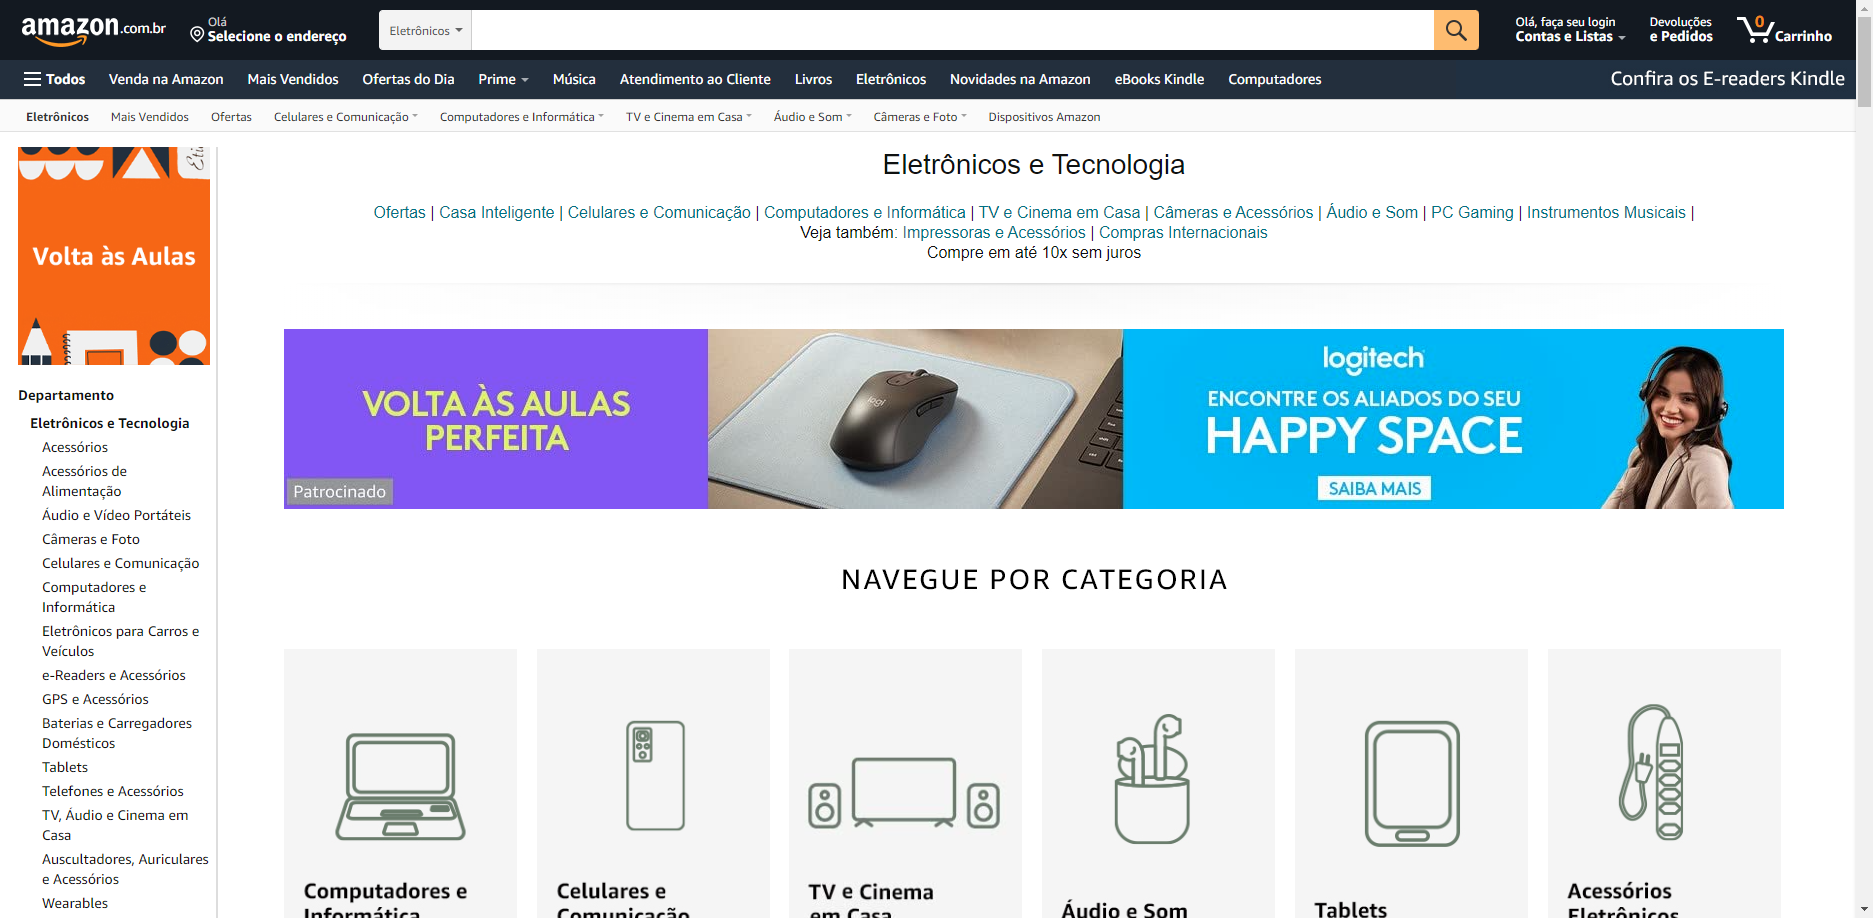 amazon.com.br
Olá
Selecione o endereço
Eletrônicos
Olá, faça seu login
Contas e Listas
Devoluções
e Pedidos
0
Carrinho
Todos
Venda na Amazon
Mais Vendidos
Ofertas do Dia
Prime
Música
Atendimento ao Cliente
Livros
Eletrônicos
Novidades na Amazon
eBooks Kindle
Computadores
Confira os E-readers Kindle
Eletrônicos
Mais Vendidos
Ofertas
Celulares e Comunicação
Computadores e Informática
TV e Cinema em Casa
Áudio e Som
Câmeras e Foto
Dispositivos Amazon
Volta às Aulas
Departamento
Eletrônicos e Tecnologia
Acessórios
Acessórios de
Alimentação
Áudio e Vídeo Portáteis
Câmeras e Foto
Celulares e Comunicação
Computadores e
Informática
Eletrônicos para Carros e
Veículos
e-Readers e Acessórios
GPS e Acessórios
Baterias e Carregadores
Domésticos
Tablets
Telefones e Acessórios
TV, Áudio e Cinema em
Casa
Auscultadores, Auriculares
e Acessórios
Wearables
Eletrônicos e Tecnologia
Ofertas | Casa Inteligente | Celulares e Comunicação | Computadores e Informática | TV e Cinema em Casa | Câmeras e Acessórios | Áudio e Som | PC Gaming | Instrumentos Musicais |
Veja também: Impressoras e Acessórios | Compras Internacionais
Compre em até 10x sem juros
VOLTA ÀS AULAS
PERFEITA
Patrocinado
logi
logitech
ENCONTRE OS ALIADOS DO SEU
HAPPY SPACE
SAIBA MAIS
NAVEGUE POR CATEGORIA
Computadores e
Informática
Celulares e
Comunicação
TV e Cinema
em Casa
Áudio e Som
Tablets
Acessórios
Eletrônicos